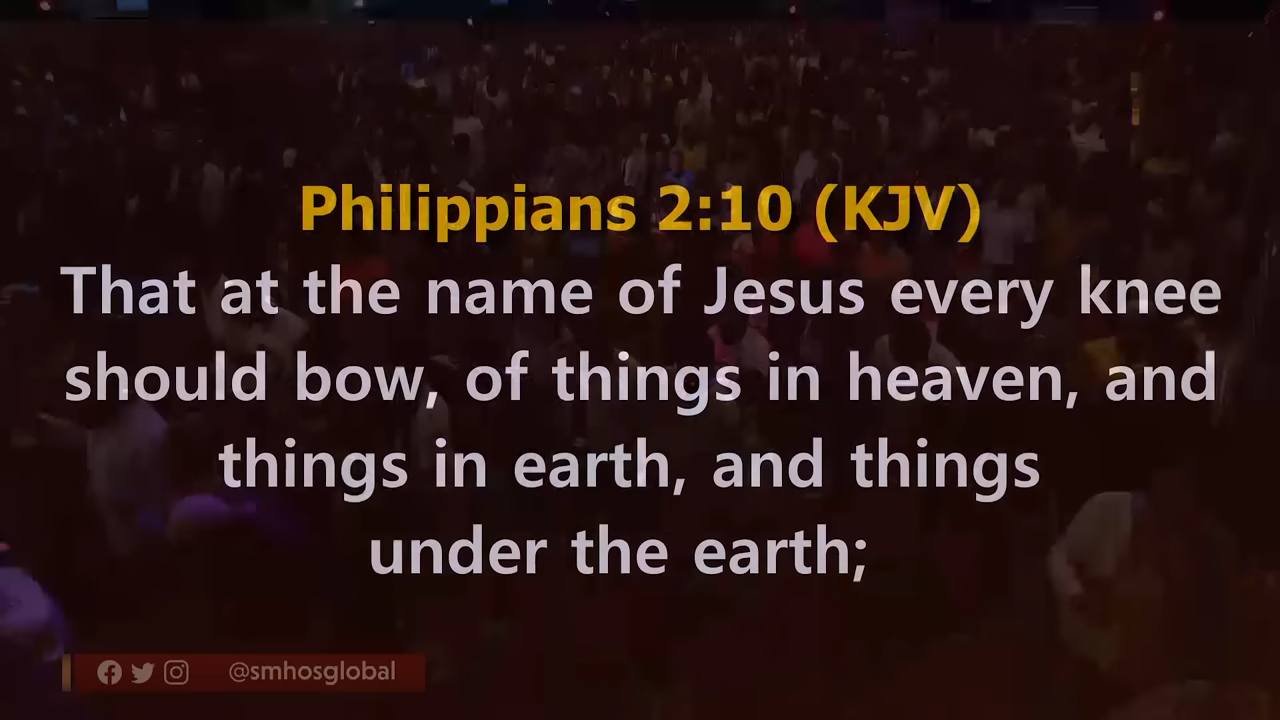 Philippians 2:10 (KJV)
That at the name of Jesus every knee
should bow, of things in heaven, and
things in earth, and things
under the earth;
@smhosglobal